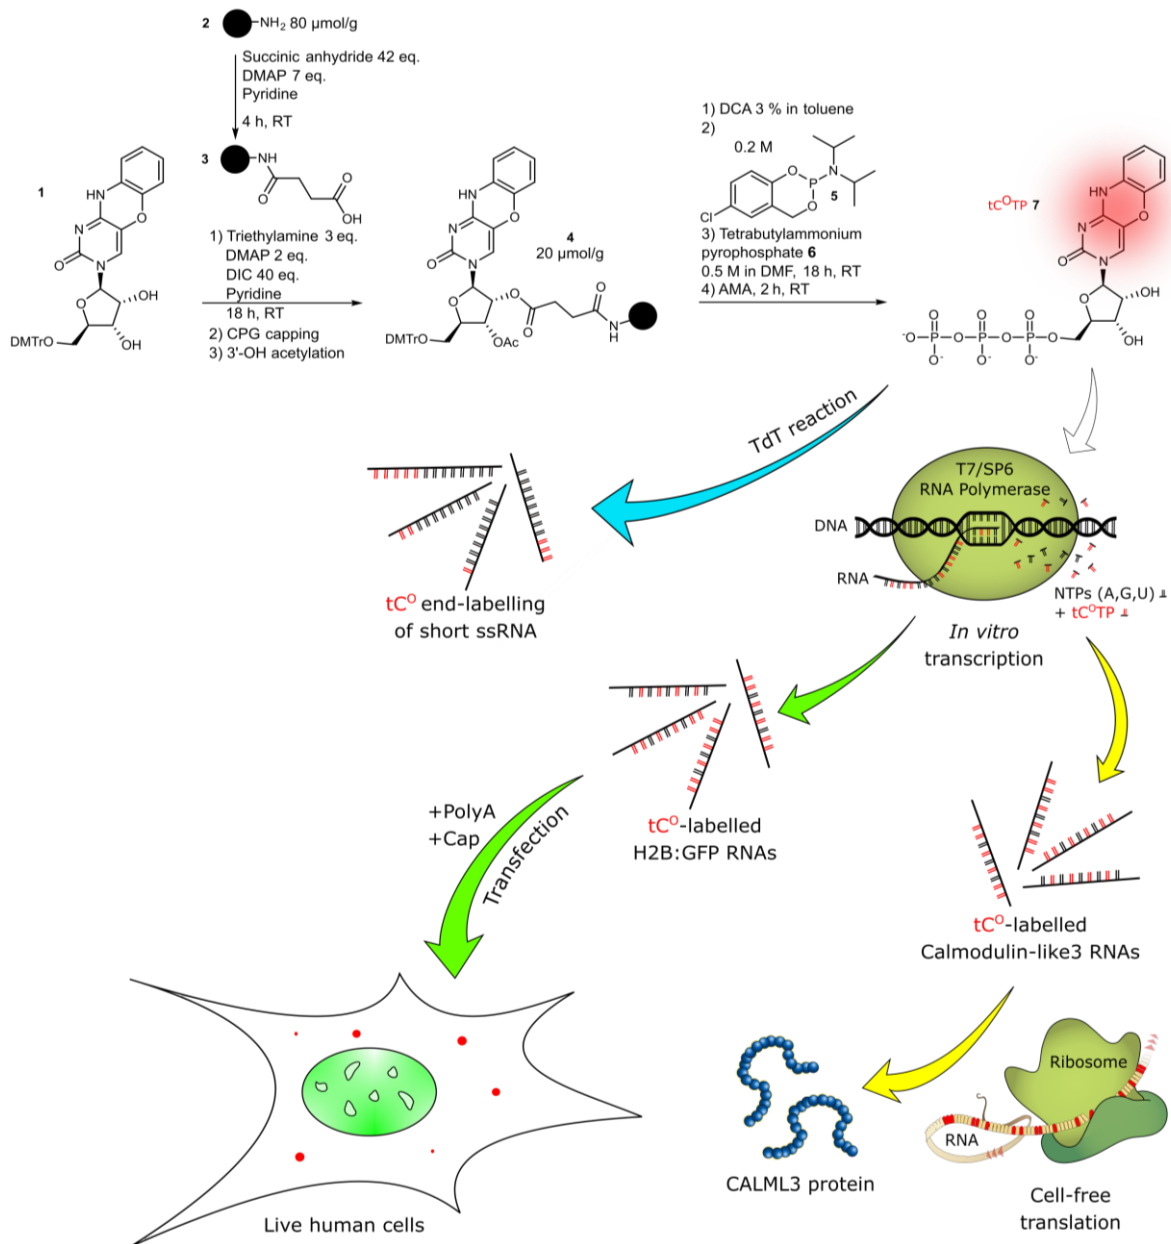 2
NH2 80 µmol/g
Succinic anhydride 42 eq.
DMAP 7 eq.
Pyridine
4 h, RT
3
NH
O
O
OH
1
HN
O
N
O
N
O
OH
DMTrO
OH
1) Triethylamine 3 eq.
DMAP 2 eq.
DIC 40 eq.
Pyridine
18 h, RT
2) CPG capping
3) 3'-OH acetylation
HN
O
N
O
N
4
20 µmol/g
O
O
O
O
N
H
DMTrO
OAc
1) DCA 3 % in toluene
2)
0.2 M
O
P
N
5
O
Cl
3) Tetrabutylammonium
pyrophosphate 6
0.5 M in DMF, 18 h, RT
4) AMA, 2 h, RT
tCOTP 7
HN
O
N
O
N
O
OH
OH
O O O
-O-P-O-P-O-P-O
O- O- O-
TdT reaction
T7/SP6
RNA Polymerase
DNA
RNA
NTPs (A,G,U)
+ tCOTP
In vitro
transcription
tCO end-labelling
of short ssRNA
+PolyA
+Cap
Transfection
tCO-labelled
H2B:GFP RNAs
tCO-labelled
Calmodulin-like3 RNAs
Live human cells
CALML3 protein
Ribosome
RNA
Cell-free
translation